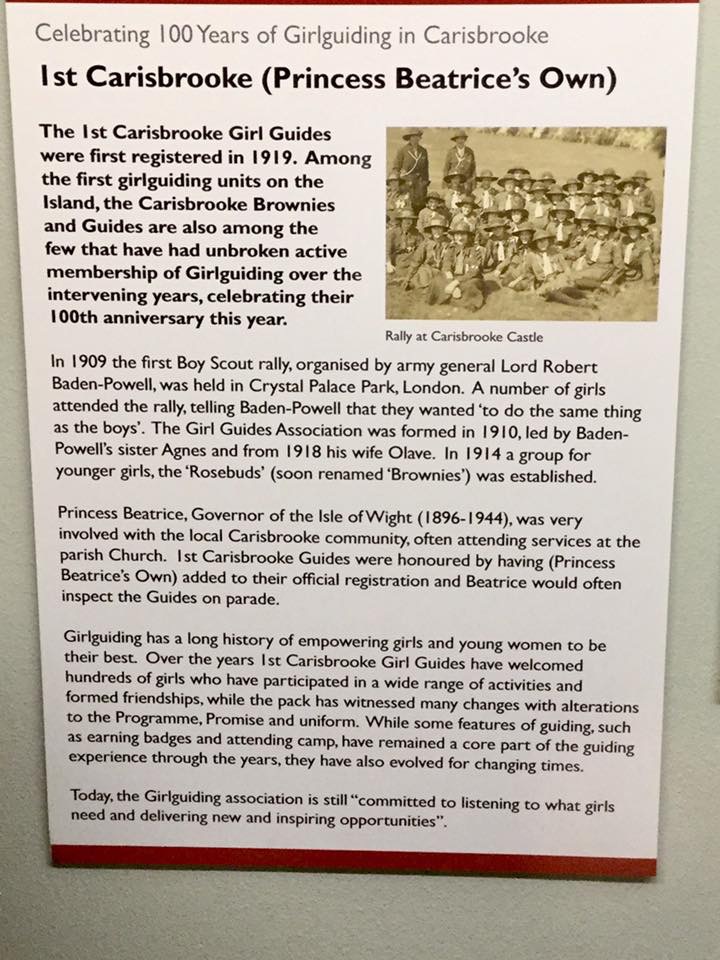 Celebrating 100 Years of Girlguiding in Carisbrooke
1st Carisbrooke (Princess Beatrice's Own)
The 1st Carisbrooke Girl Guides
were first registered in 1919. Among
the first girlguiding units on the
Island, the Carisbrooke Brownies
and Guides are also among the
few that have had unbroken active
membership of Girlguiding over the
intervening years, celebrating their
100th anniversary this year.
Rally at Carisbrooke Castle
In 1909 the first Boy Scout rally, organised by army general Lord Robert
Baden-Powell, was held in Crystal Palace Park, London. A number of girls
attended the rally, telling Baden-Powell that they wanted 'to do the same thing
as the boys'. The Girl Guides Association was formed in 1910, led by Baden-
Powell's sister Agnes and from 1918 his wife Olave. In 1914 a group for
younger girls, the 'Rosebuds' (soon renamed 'Brownies') was established.
Princess Beatrice, Governor of the Isle of Wight (1896-1944), was very
involved with the local Carisbrooke community, often attending services at the
parish Church. 1st Carisbrooke Guides were honoured by having (Princess
Beatrice's Own) added to their official registration and Beatrice would often
inspect the Guides on parade.
Girlguiding has a long history of empowering girls and young women to be
their best. Over the years 1st Carisbrooke Girl Guides have welcomed
hundreds of girls who have participated in a wide range of activities and
formed friendships, while the pack has witnessed many changes with alterations
to the Programme, Promise and uniform. While some features of guiding, such
as earning badges and attending camp, have remained a core part of the guiding
experience through the years, they have also evolved for changing times.
Today, the Girlguiding association is still "committed to listening to what girls
need and delivering new and inspiring opportunities".